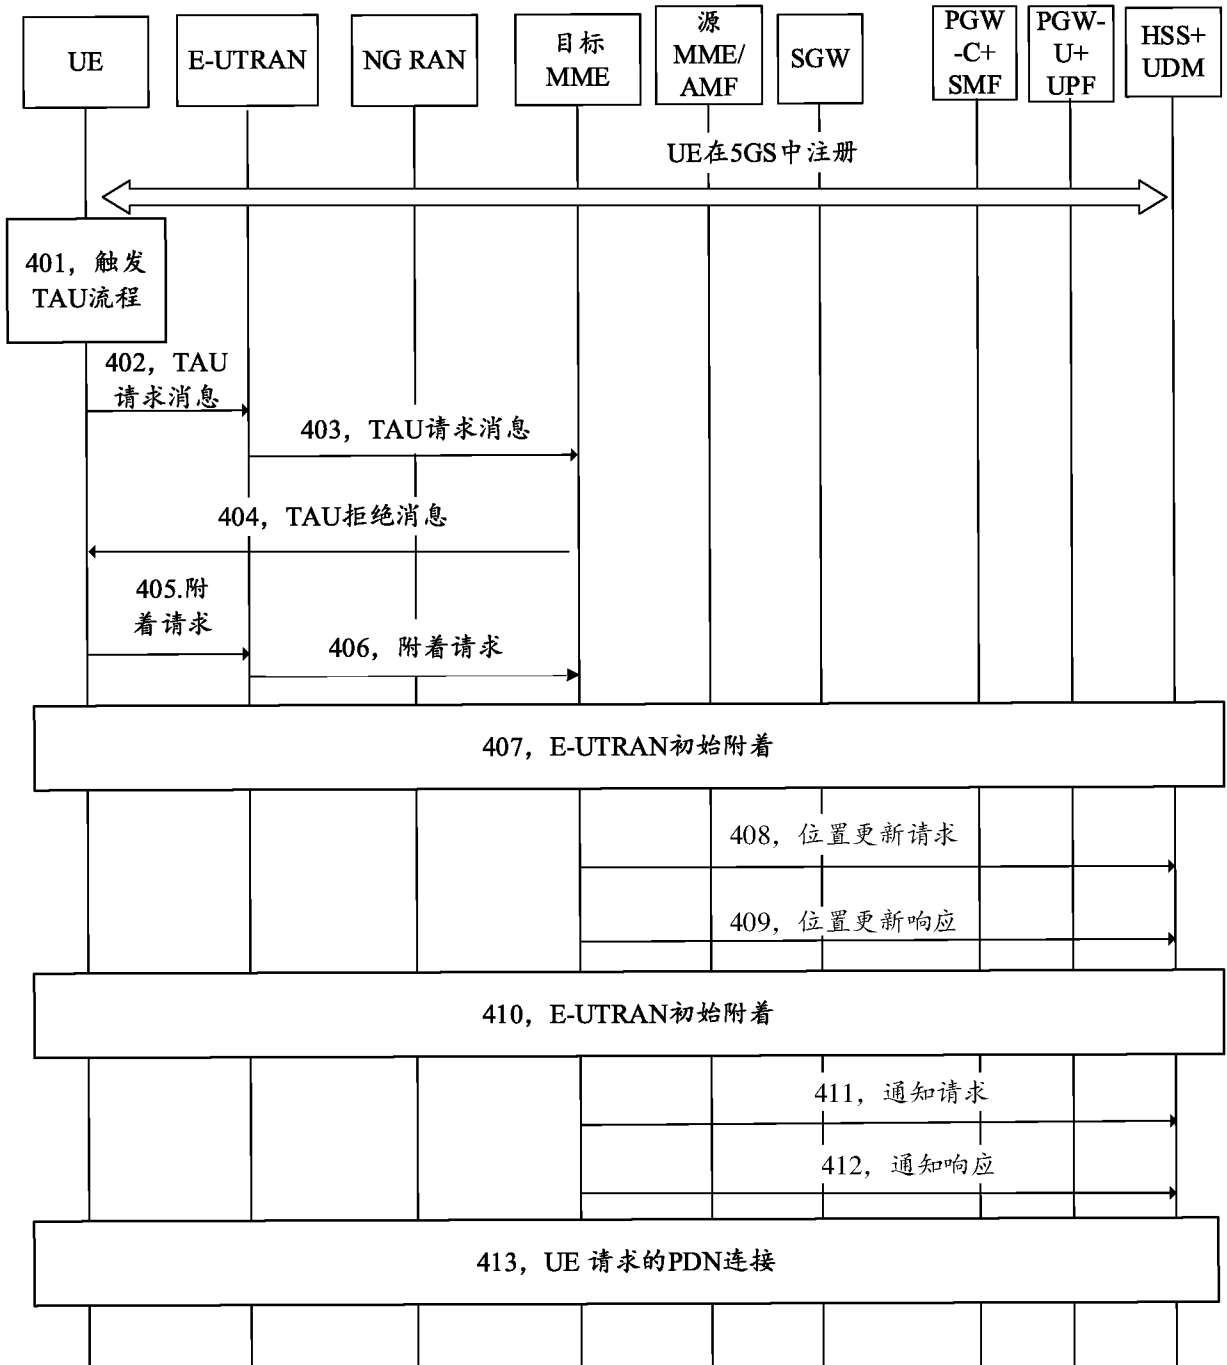 UE
E-UTRAN
NG RAN
目标
MME
源
MME/
AMF
SGW
PGW
-C+
SMF
PGW-
U+
UPF
HSS+
UDM
UE在5GS中注册
401，触发
TAU流程
402，TAU
请求消息
403，TAU请求消息
404，TAU拒绝消息
405.附
着请求
406，附着请求
407，E-UTRAN初始附着
408，位置更新请求
409，位置更新响应
410，E-UTRAN初始附着
411，通知请求
412，通知响应
413，UE 请求的PDN连接